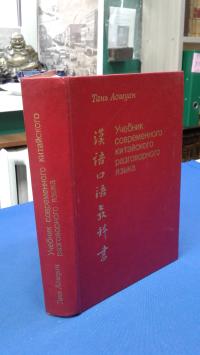 Тань Аошуан
Учебник
современного
китайского
разговорного
языка
漢語口語教科書
Тань Аошуан
Учебник современного китайского
разговорного языка